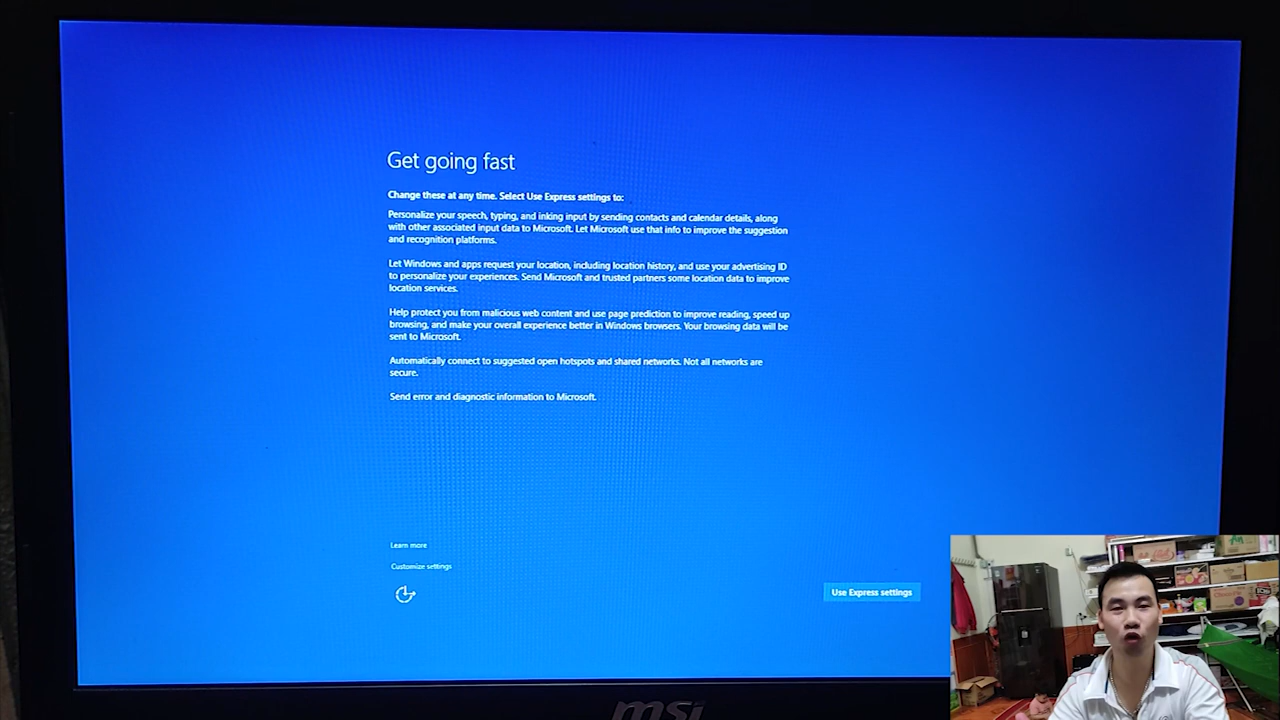 Get going fast
Change these at any time. Select Use Express settings to:
Personalize your speech, typing, and inking input by sending contacts and calendar details, along
with other associated input data to Microsoft. Let Microsoft use that info to improve the suggestion
and recognition platforms.
Let Windows and apps request your location, including location history, and use your advertising ID
to personalize your experiences. Send Microsoft and trusted partners some location data to improve
location services.
Help protect you from malicious web content and use page prediction to improve reading, speed up
browsing, and make your overall experience better in Windows browsers. Your browsing data will be
sent to Microsoft.
Automatically connect to suggested open hotspots and shared networks. Not all networks are
secure.
Send error and diagnostic information to Microsoft.
Learn more
Customize settings
Use Express settings
msi